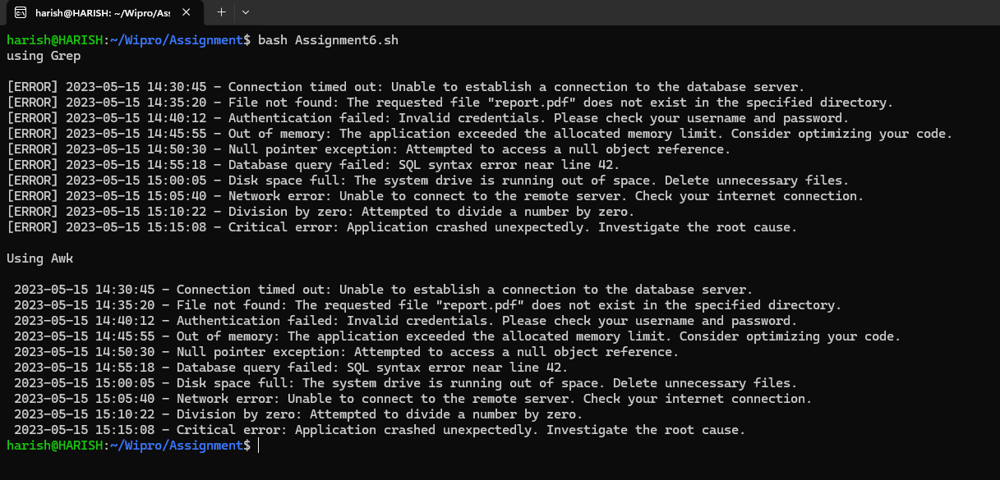 harish@HARISH: ~/Wipro/Ass
harish@HARISH:~/Wipro/Assignment$ bash Assignment6.sh
using Grep
[ERROR] 2023-05-15 14:30:45 - Connection timed out: Unable to establish a connection to the database server.
[ERROR] 2023-05-15 14:35:20 - File not found: The requested file "report.pdf" does not exist in the specified directory.
[ERROR] 2023-05-15 14:40:12 - Authentication failed: Invalid credentials. Please check your username and password.
[ERROR] 2023-05-15 14:45:55 - Out of memory: The application exceeded the allocated memory limit. Consider optimizing your code.
[ERROR] 2023-05-15 14:50:30 - Null pointer exception: Attempted to access a null object reference.
[ERROR] 2023-05-15 14:55:18 - Database query failed: SQL syntax error near line 42.
[ERROR] 2023-05-15 15:00:05 - Disk space full: The system drive is running out of space. Delete unnecessary files.
[ERROR] 2023-05-15 15:05:40 - Network error: Unable to connect to the remote server. Check your internet connection.
[ERROR] 2023-05-15 15:10:22 - Division by zero: Attempted to divide a number by zero.
[ERROR] 2023-05-15 15:15:08 - Critical error: Application crashed unexpectedly. Investigate the root cause.
Using Awk
2023-05-15 14:30:45 - Connection timed out: Unable to establish a connection to the database server.
2023-05-15 14:35:20 - File not found: The requested file "report.pdf" does not exist in the specified directory.
2023-05-15 14:40:12 - Authentication failed: Invalid credentials. Please check your username and password.
2023-05-15 14:45:55 - Out of memory: The application exceeded the allocated memory limit. Consider optimizing your code.
2023-05-15 14:50:30 - Null pointer exception: Attempted to access a null object reference.
2023-05-15 14:55:18 - Database query failed: SQL syntax error near line 42.
2023-05-15 15:00:05 - Disk space full: The system drive is running out of space. Delete unnecessary files.
2023-05-15 15:05:40 - Network error: Unable to connect to the remote server. Check your internet connection.
2023-05-15 15:10:22 - Division by zero: Attempted to divide a number by zero.
2023-05-15 15:15:08 - Critical error: Application crashed unexpectedly. Investigate the root cause.
harish@HARISH:~/Wipro/Assignment$